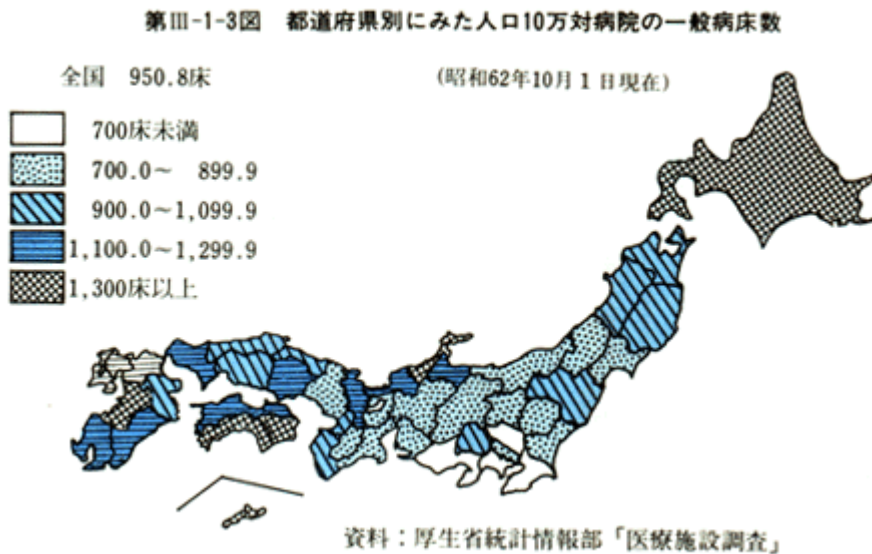 第Ⅲ-1-3図 都道府県別にみた人口10万対病院の一般病床数
全国 950.8床
(昭和62年10月1日現在)
700床未満
700.0～ 899.9
900.0～1,099.9
1,100.0～1,299.9
1,300床以上
資料：厚生省統計情報部「医療施設調査」